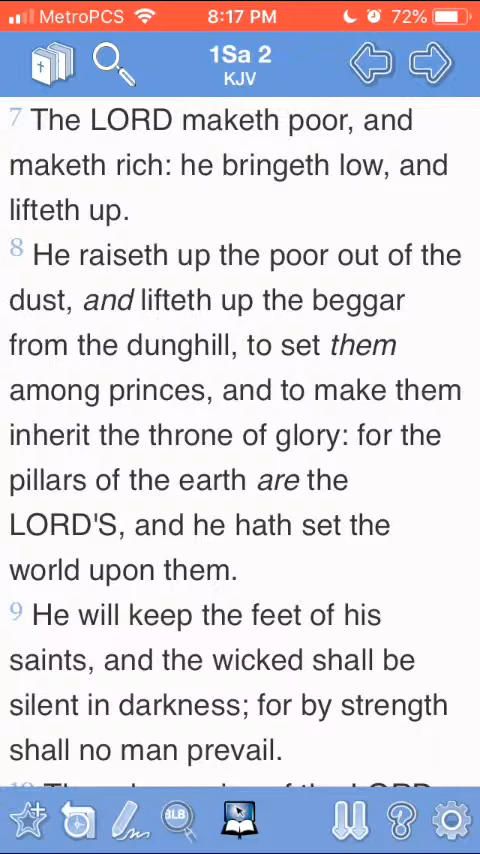 MetroPCS 8:17 PM 72%
1Sa 2
KJV
7 The LORD maketh poor, and
maketh rich: he bringeth low, and
lifteth up.
8 He raiseth up the poor out of the
dust, and lifteth up the beggar
from the dunghill, to set them
among princes, and to make them
inherit the throne of glory: for the
pillars of the earth are the
LORD'S, and he hath set the
world upon them.
9 He will keep the feet of his
saints, and the wicked shall be
silent in darkness; for by strength
shall no man prevail.
BLB